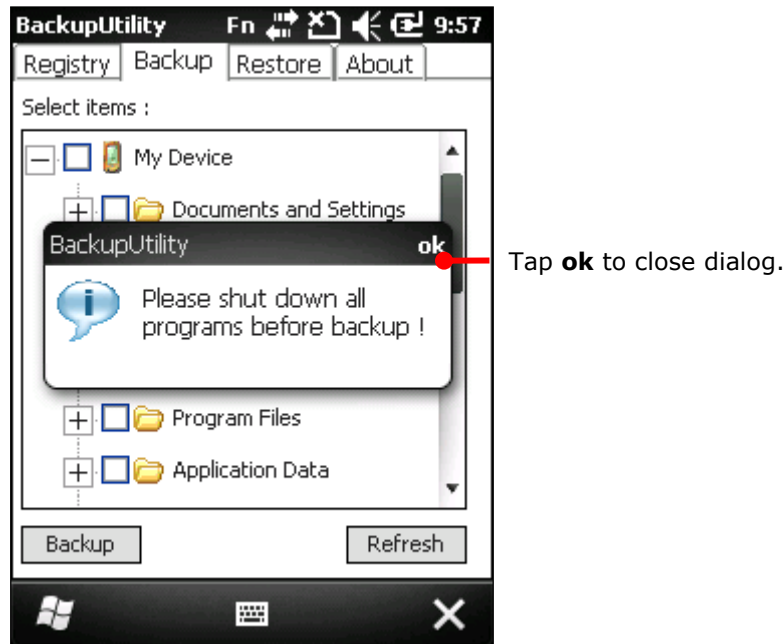 BackupUtility Fn 9:57
Registry Backup Restore About
Select items :
My Device
Documents and Settings
BackupUtility ok
Tap ok to close dialog.
Please shut down all
programs before backup !
Program Files
Application Data
Backup Refresh